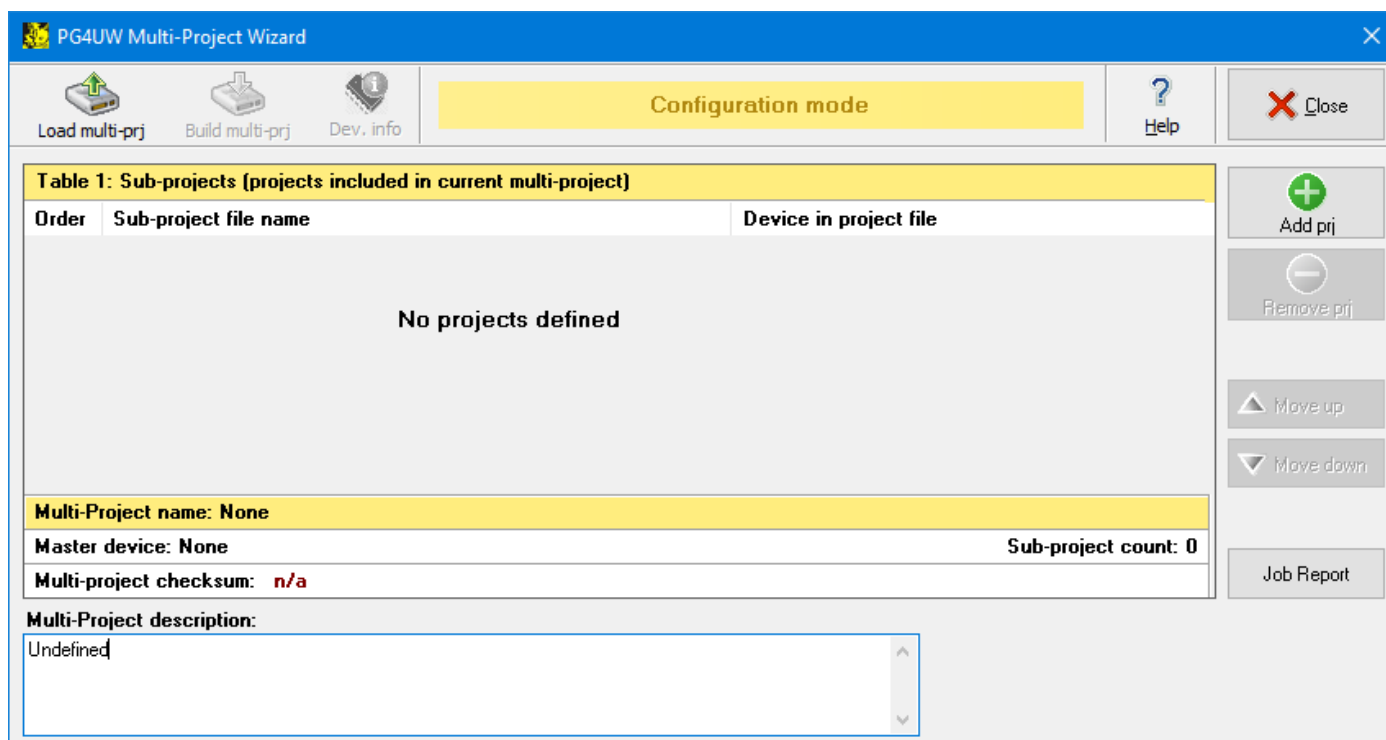 PG4UW Multi-Project Wizard
Load multi-prj
Build multi-prj
Dev. info
Configuration mode
Help
Close
Table 1: Sub-projects (projects included in current multi-project)
Order Sub-project file name Device in project file
No projects defined
Add prj
Remove prj
Move up
Move down
Multi-Project name: None
Master device: None Sub-project count: 0
Multi-project checksum: n/a
Job Report
Multi-Project description:
Undefined